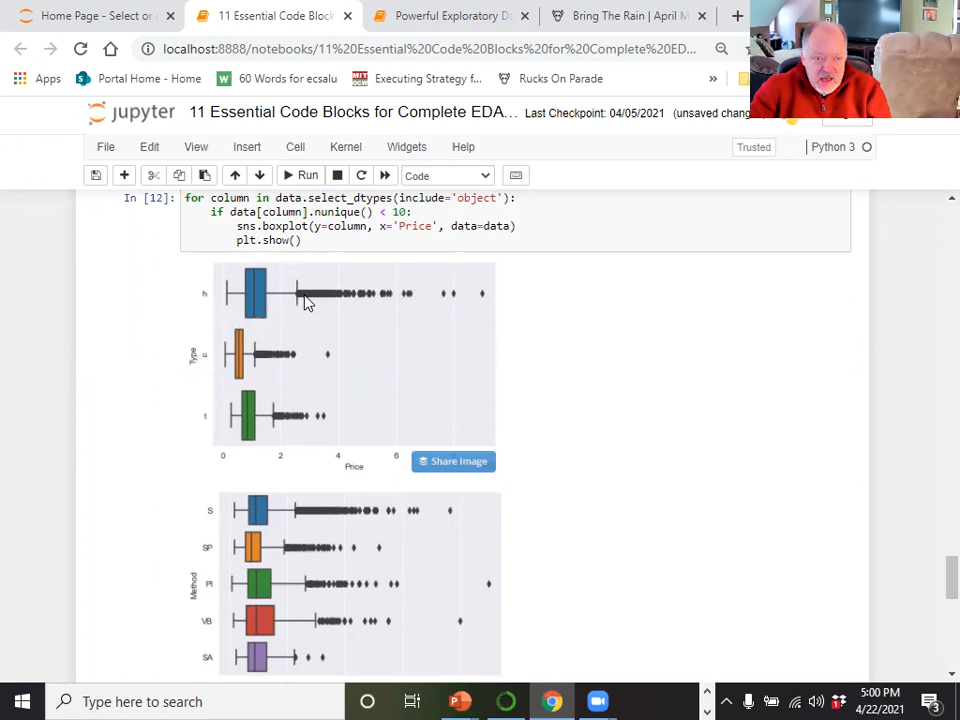 Home Page - Select or
11 Essential Code Block
Powerful Exploratory Da
Bring The Rain | April M
localhost:8888/notebooks/11%20Essential%20Code%20Blocks%20for%20Complete%20ED...
Apps
Portal Home - Home
60 Words for ecsalu
Executing Strategy f
Rucks On Parade
»
jupyter
11 Essential Code Blocks for Complete EDA...
Last Checkpoint: 04/05/2021
(unsaved chang
File
Edit
View
Insert
Cell
Kernel
Widgets
Help
Trusted
Python 3
Run
Code
In [12]:
for column in data.select_dtypes(include='object'):
if data[column].nunique() < 10:
sns.boxplot(y=column, x='Price', data=data)
plt.show()
h
Type
u
t
0 2 4 6
Price
Share Image
S
SP
Method
PI
VB
SA
Type here to search
5:00 PM
4/22/2021
3